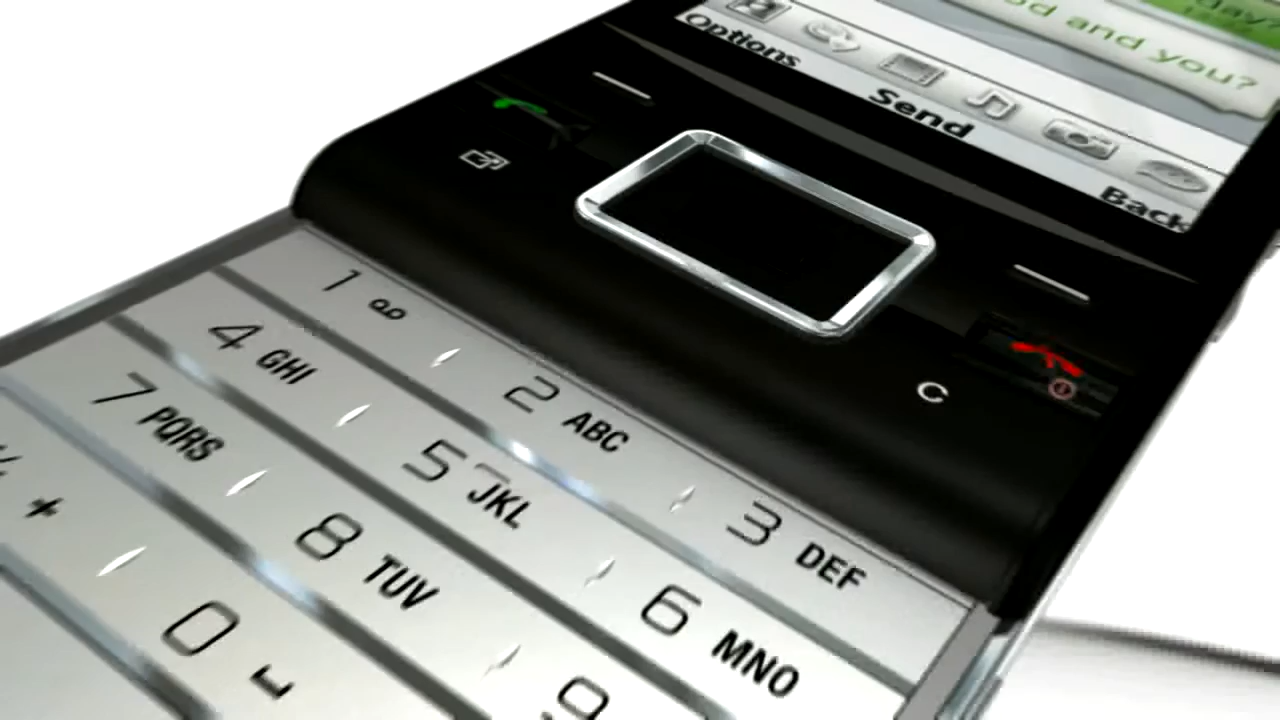 day?
od and you?
Options
Send
Back
C
1
2 ABC
3 DEF
4 GHI
5 JKL
6 MNO
7 PQRS
8 TUV
9
+
0